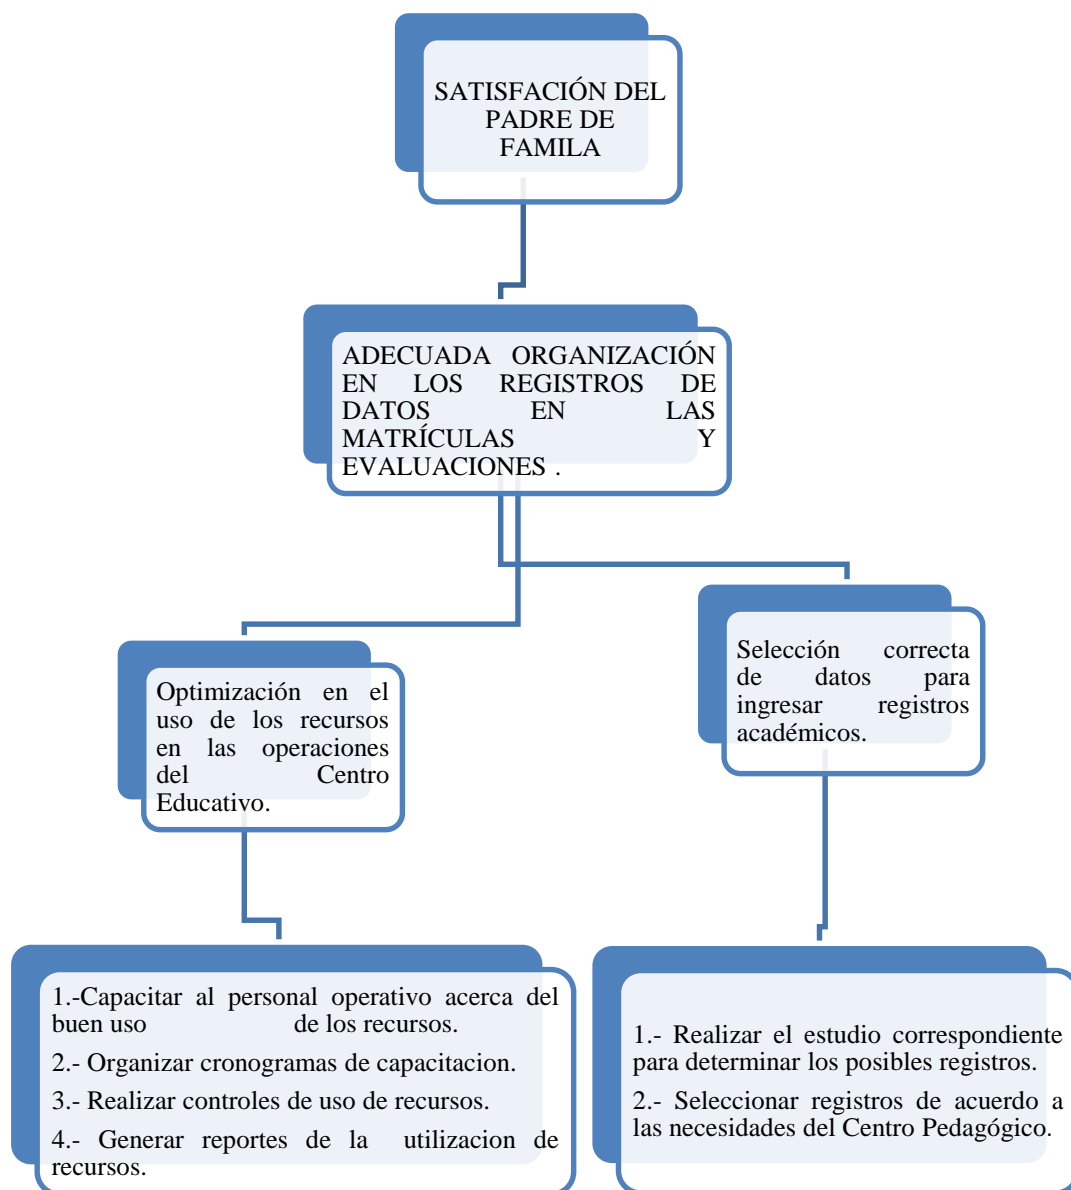 SATISFACIÓN DEL
PADRE DE
FAMILA
ADECUADA ORGANIZACIÓN
EN LOS REGISTROS DE
DATOS EN LAS
MATRÍCULAS Y
EVALUACIONES .
Optimización en el
uso de los recursos
en las operaciones
del Centro
Educativo.
Selección correcta
de datos para
ingresar registros
académicos.
1.-Capacitar al personal operativo acerca del
buen uso de los recursos.
2.- Organizar cronogramas de capacitacion.
3.- Realizar controles de uso de recursos.
4.- Generar reportes de la utilizacion de
recursos.
1.- Realizar el estudio correspondiente
para determinar los posibles registros.
2.- Seleccionar registros de acuerdo a
las necesidades del Centro Pedagógico.